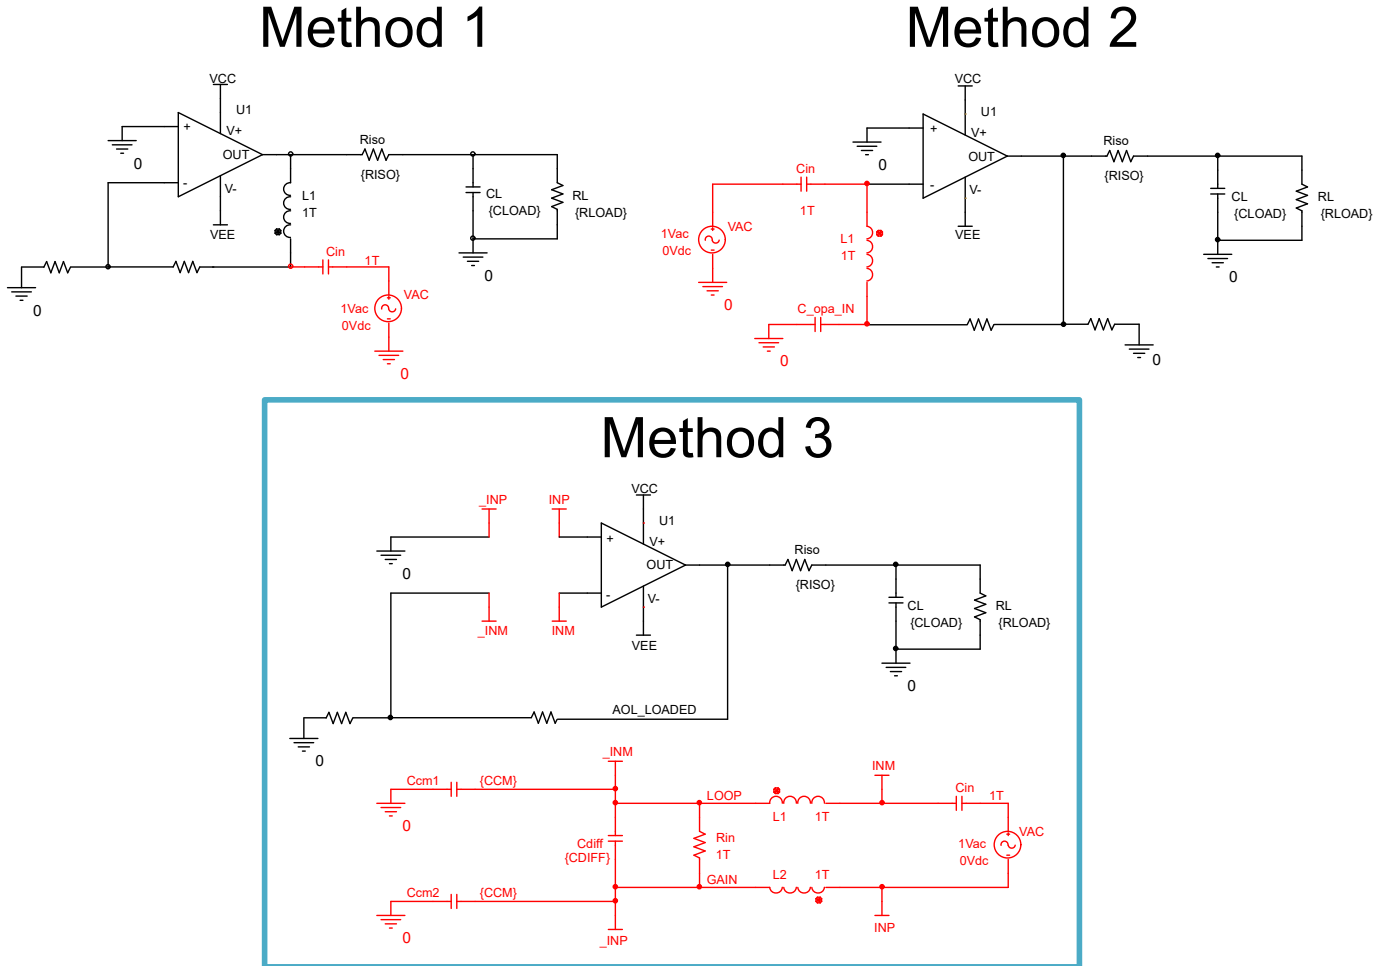 Method 1
VCC
U1
+
V+
OUT
-
V-
VEE
0
L1
1T
Riso
{RISO}
CL
{CLOAD}
RL
{RLOAD}
0
Cin
1T
VAC
1Vac
0Vdc
0
0
Method 2
VCC
U1
+
V+
OUT
-
V-
VEE
0
Cin
1T
VAC
1Vac
0Vdc
0
L1
1T
C_opa_IN
0
Riso
{RISO}
CL
{CLOAD}
RL
{RLOAD}
0
0
Method 3
_INP
INP
VCC
U1
+
V+
OUT
-
V-
VEE
0
_INM
INM
Riso
{RISO}
CL
{CLOAD}
RL
{RLOAD}
0
AOL_LOADED
0
_INM
Ccm1
{CCM}
0
LOOP
INM
L1
1T
Cin
1T
Cdiff
{CDIFF}
Rin
1T
VAC
1Vac
0Vdc
GAIN
L2
1T
Ccm2
{CCM}
0
_INP
INP